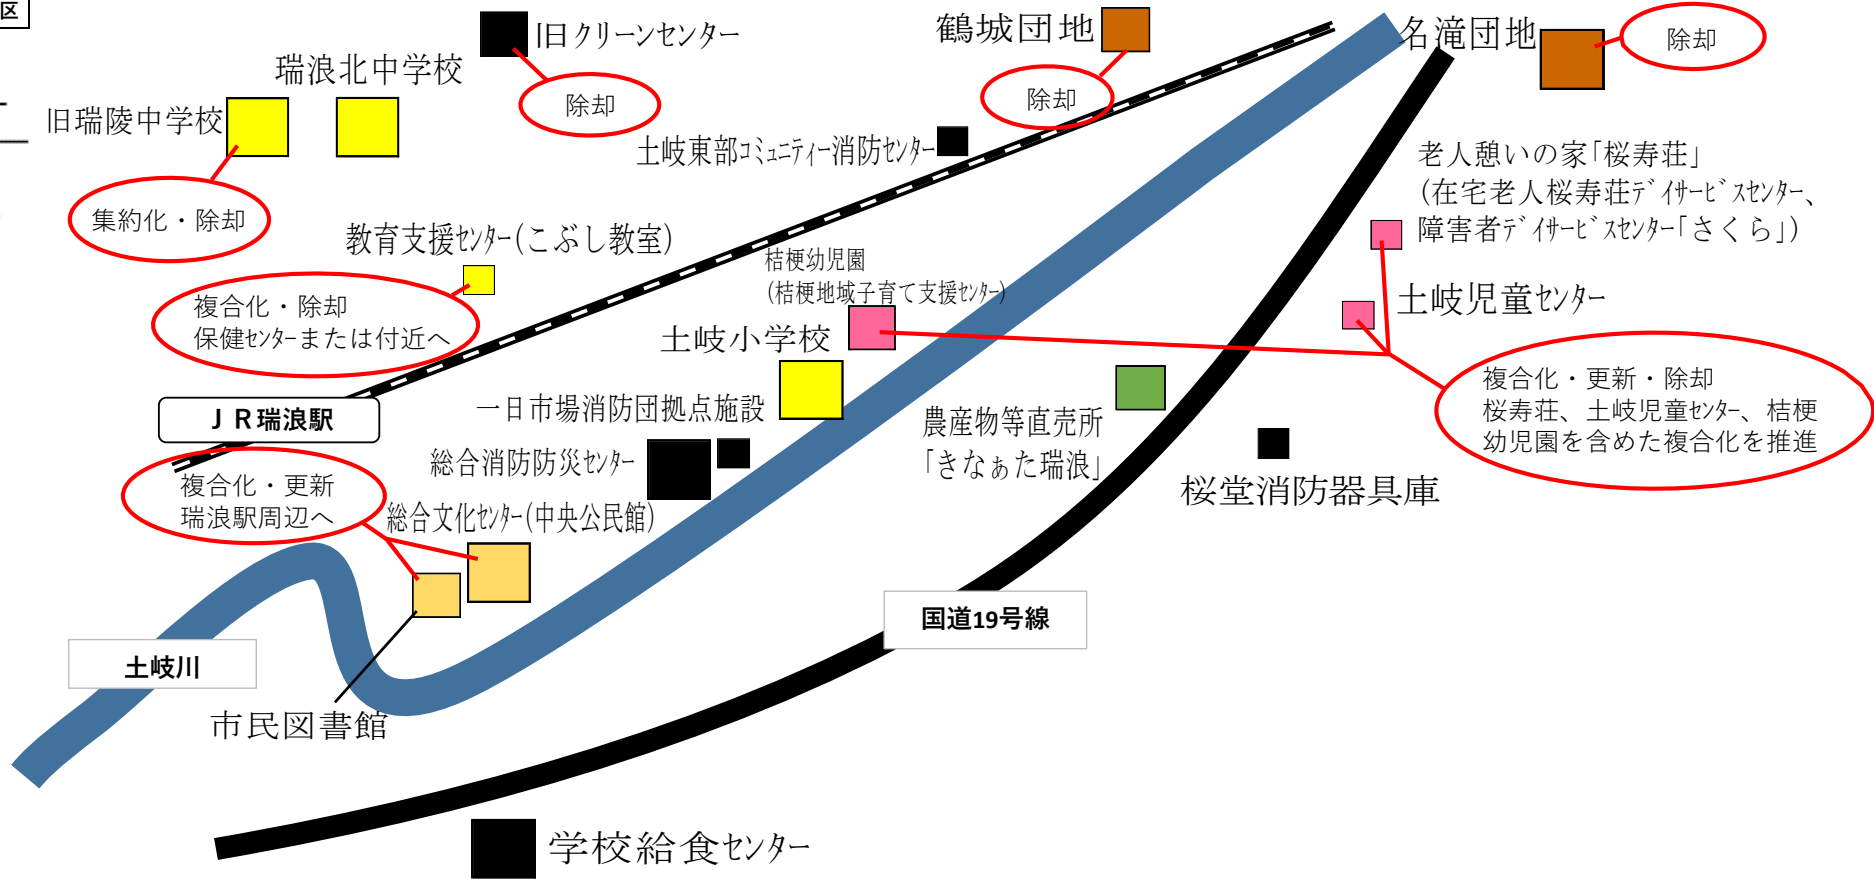 区
旧クリーンセンター
鶴城団地
名滝団地
除却
瑞浪北中学校
除却
除却
旧瑞陵中学校
土岐東部コミュニティー消防センター
老人憩いの家「桜寿荘」
(在宅老人桜寿荘デイサービスセンター、
障害者デイサービスセンター「さくら」)
集約化・除却
教育支援センター(こぶし教室)
桔梗幼児園
(桔梗地域子育て支援センター)
複合化・除却
保健センターまたは付近へ
土岐小学校
土岐児童センター
複合化・更新・除却
桜寿荘、土岐児童センター、桔梗
幼児園を含めた複合化を推進
JR瑞浪駅
一日市場消防団拠点施設
農産物等直売所
「きなぁた瑞浪」
総合消防防災センター
桜堂消防器具庫
複合化・更新
瑞浪駅周辺へ
総合文化センター(中央公民館)
国道19号線
土岐川
市民図書館
学校給食センター